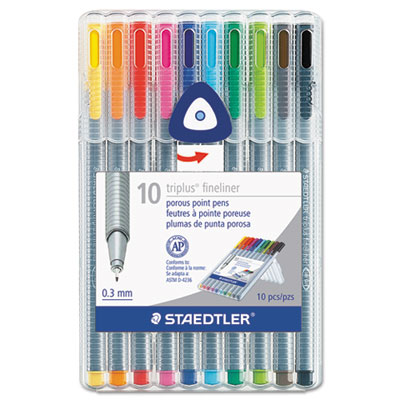 10 triplus® fineliner
porous point pens
feutres à pointe poreuse
plumas de punta porosa
AP
Conforms to:
Conforme à la norme:
Se adapta a:
ASTM D-4236
0.3 mm
10 pcs/pzs
STAEDTLER